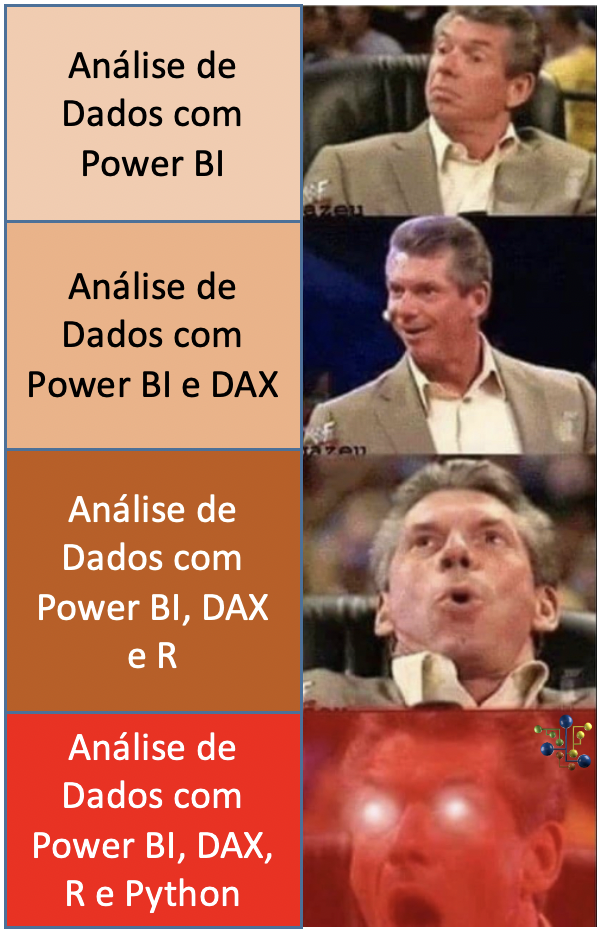 Análise de
Dados com
Power BI
Análise de
Dados com
Power BI e DAX
Análise de
Dados com
Power BI, DAX
e R
Análise de
Dados com
Power BI, DAX,
R e Python